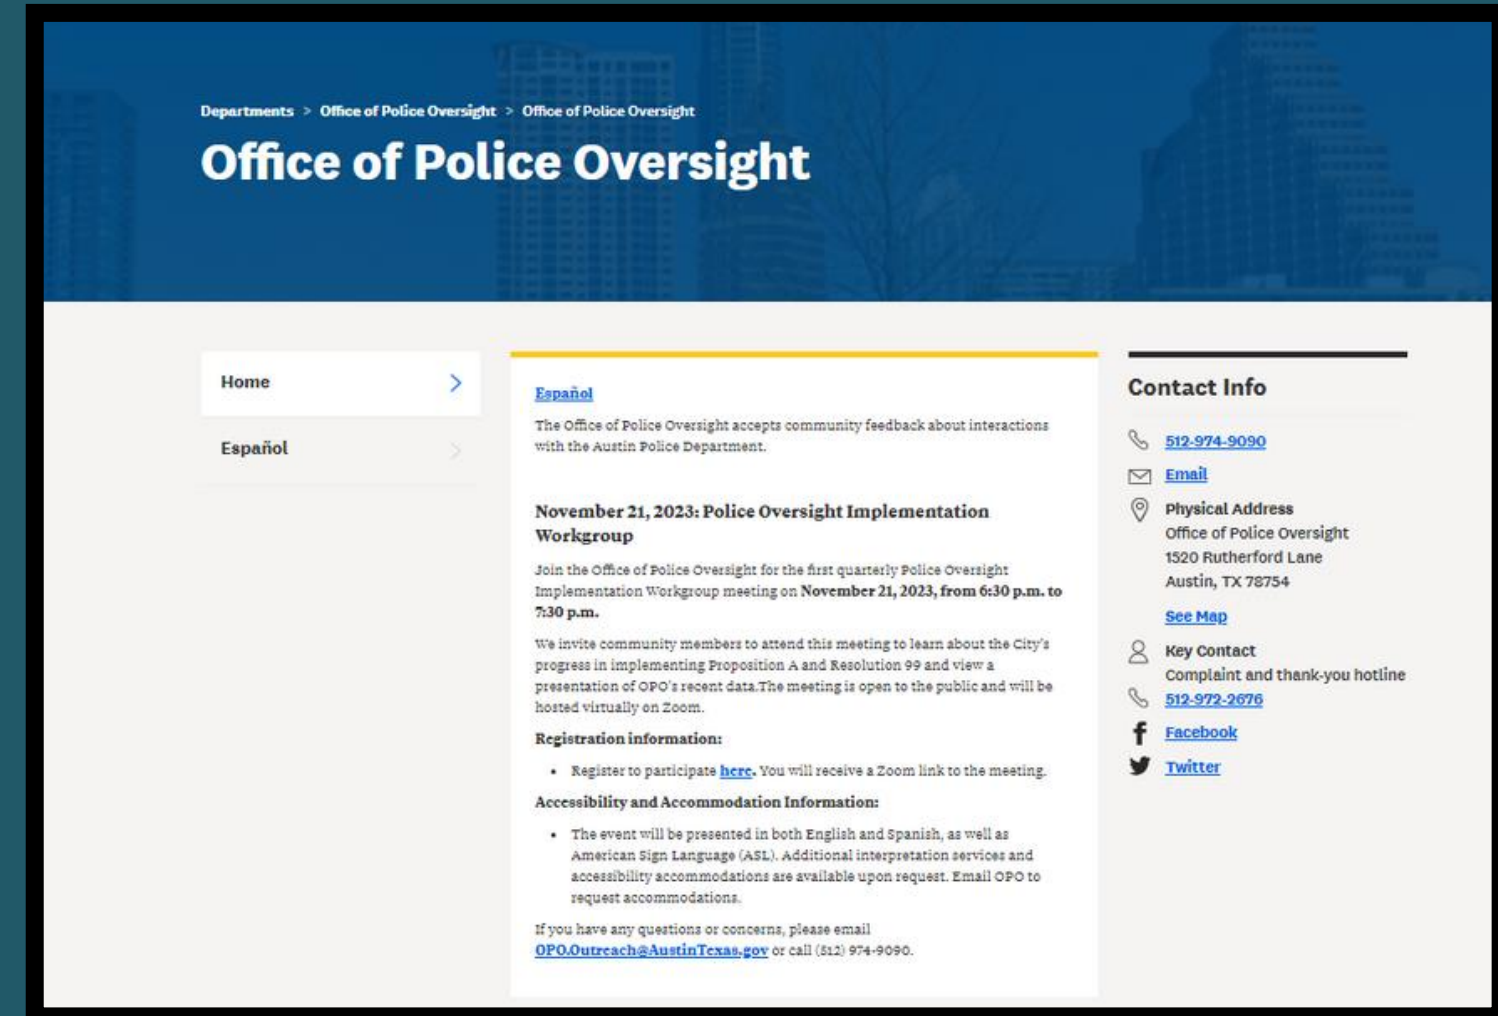 Departments > Office of Police Oversight > Office of Police Oversight
Office of Police Oversight
Home
Español
Español
The Office of Police Oversight accepts community feedback about interactions
with the Austin Police Department.
November 21, 2023: Police Oversight Implementation
Workgroup
Join the Office of Police Oversight for the first quarterly Police Oversight
Implementation Workgroup meeting on November 21, 2023, from 6:30 p.m. to
7:30 p.m.
We invite community members to attend this meeting to learn about the City's
progress in implementing Proposition A and Resolution 99 and view a
presentation of OPO's recent data.The meeting is open to the public and will be
hosted virtually on Zoom.
Registration information:
• Register to participate here. You will receive a Zoom link to the meeting.
Accessibility and Accommodation Information:
• The event will be presented in both English and Spanish, as well as
American Sign Language (ASL). Additional interpretation services and
accessibility accommodations are available upon request. Email OPO to
request accommodations.
If you have any questions or concerns, please email
OPO.Outreach@AustinTexas.gov or call (512) 974-9090.
Contact Info
512-974-9090
Email
Physical Address
Office of Police Oversight
1520 Rutherford Lane
Austin, TX 78754
See Map
Key Contact
Complaint and thank-you hotline
512-972-2676
Facebook
Twitter